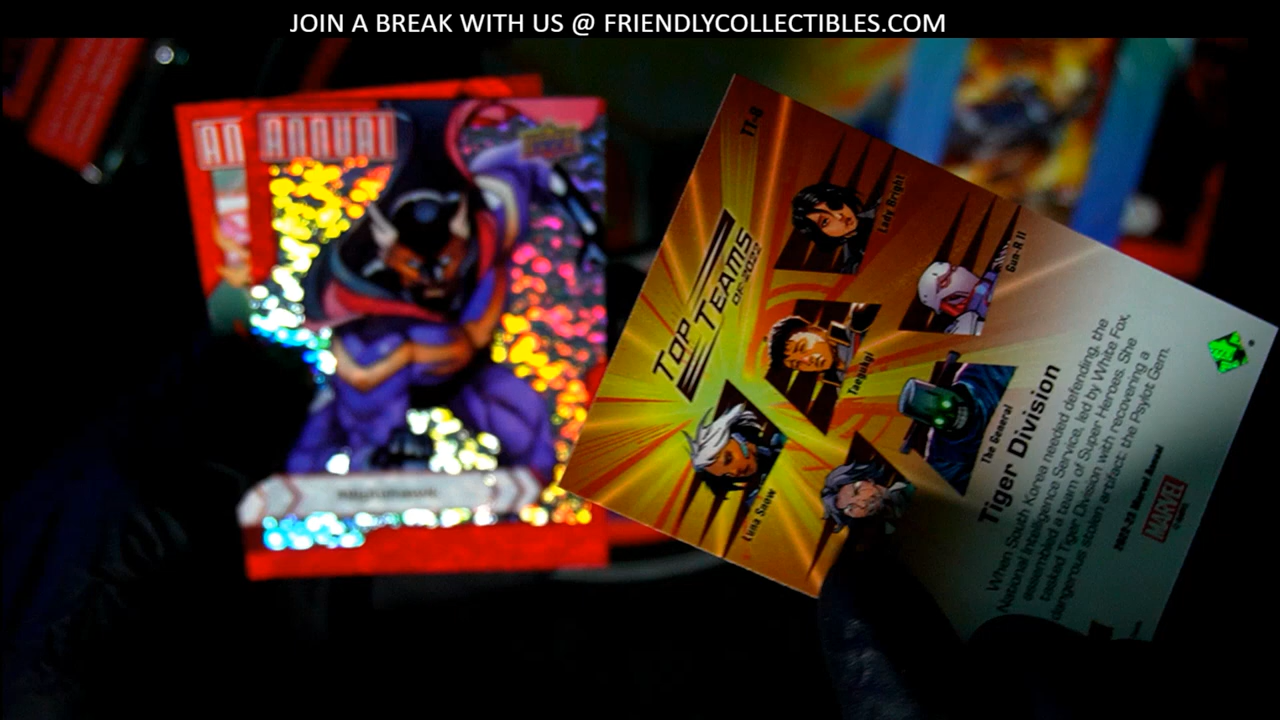 JOIN A BREAK WITH US @ FRIENDLYCOLLECTIBLES.COM
AN
ANNUAL
Nighthawk
TT-8
TOP
TEAMS
OF 2022
Lady Bright
Gun-R II
Taegukgi
The General
Luna Snow
Tiger Division
When South Korea needed defending, the
National Intelligence Service, led by White Fox,
assembled a team of Super Heroes. She
tasked Tiger Division with recovering a
dangerous stolen artifact: the Psylot Gem.
2022-23 Marvel Annual
MARVEL